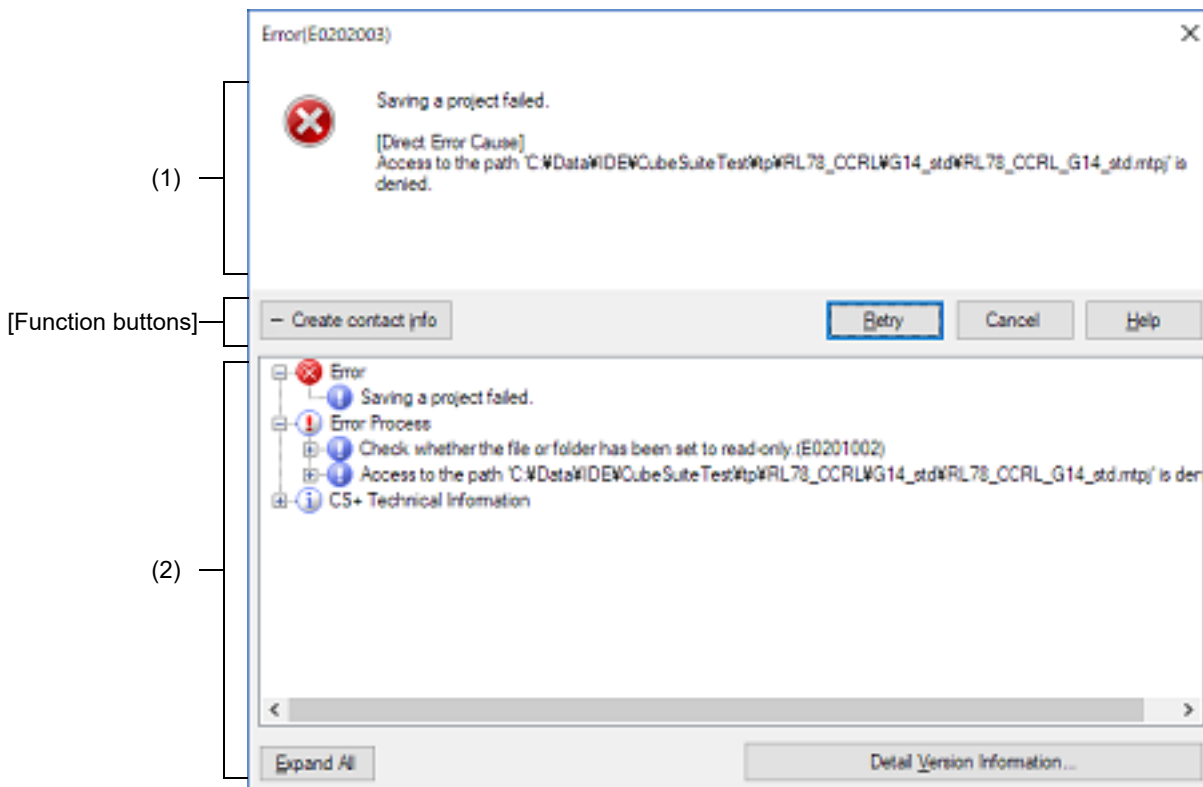 Error(E0202003)
(1)
Saving a project failed.
[Direct Error Cause]
Access to the path 'C:¥Data¥IDE¥CubeSuiteTest¥tp¥RL78_CCRL¥G14_std¥RL78_CCRL_G14_std.mtpj' is
denied.
[Function buttons]
− Create contact info
Retry
Cancel
Help
(2)
Error
Saving a project failed.
Error Process
Check whether the file or folder has been set to read-only.(E0201002)
Access to the path 'C:¥Data¥IDE¥CubeSuiteTest¥tp¥RL78_CCRL¥G14_std¥RL78_CCRL_G14_std.mtpj' is der
CS+ Technical Information
Expand All
Detail Version Information...